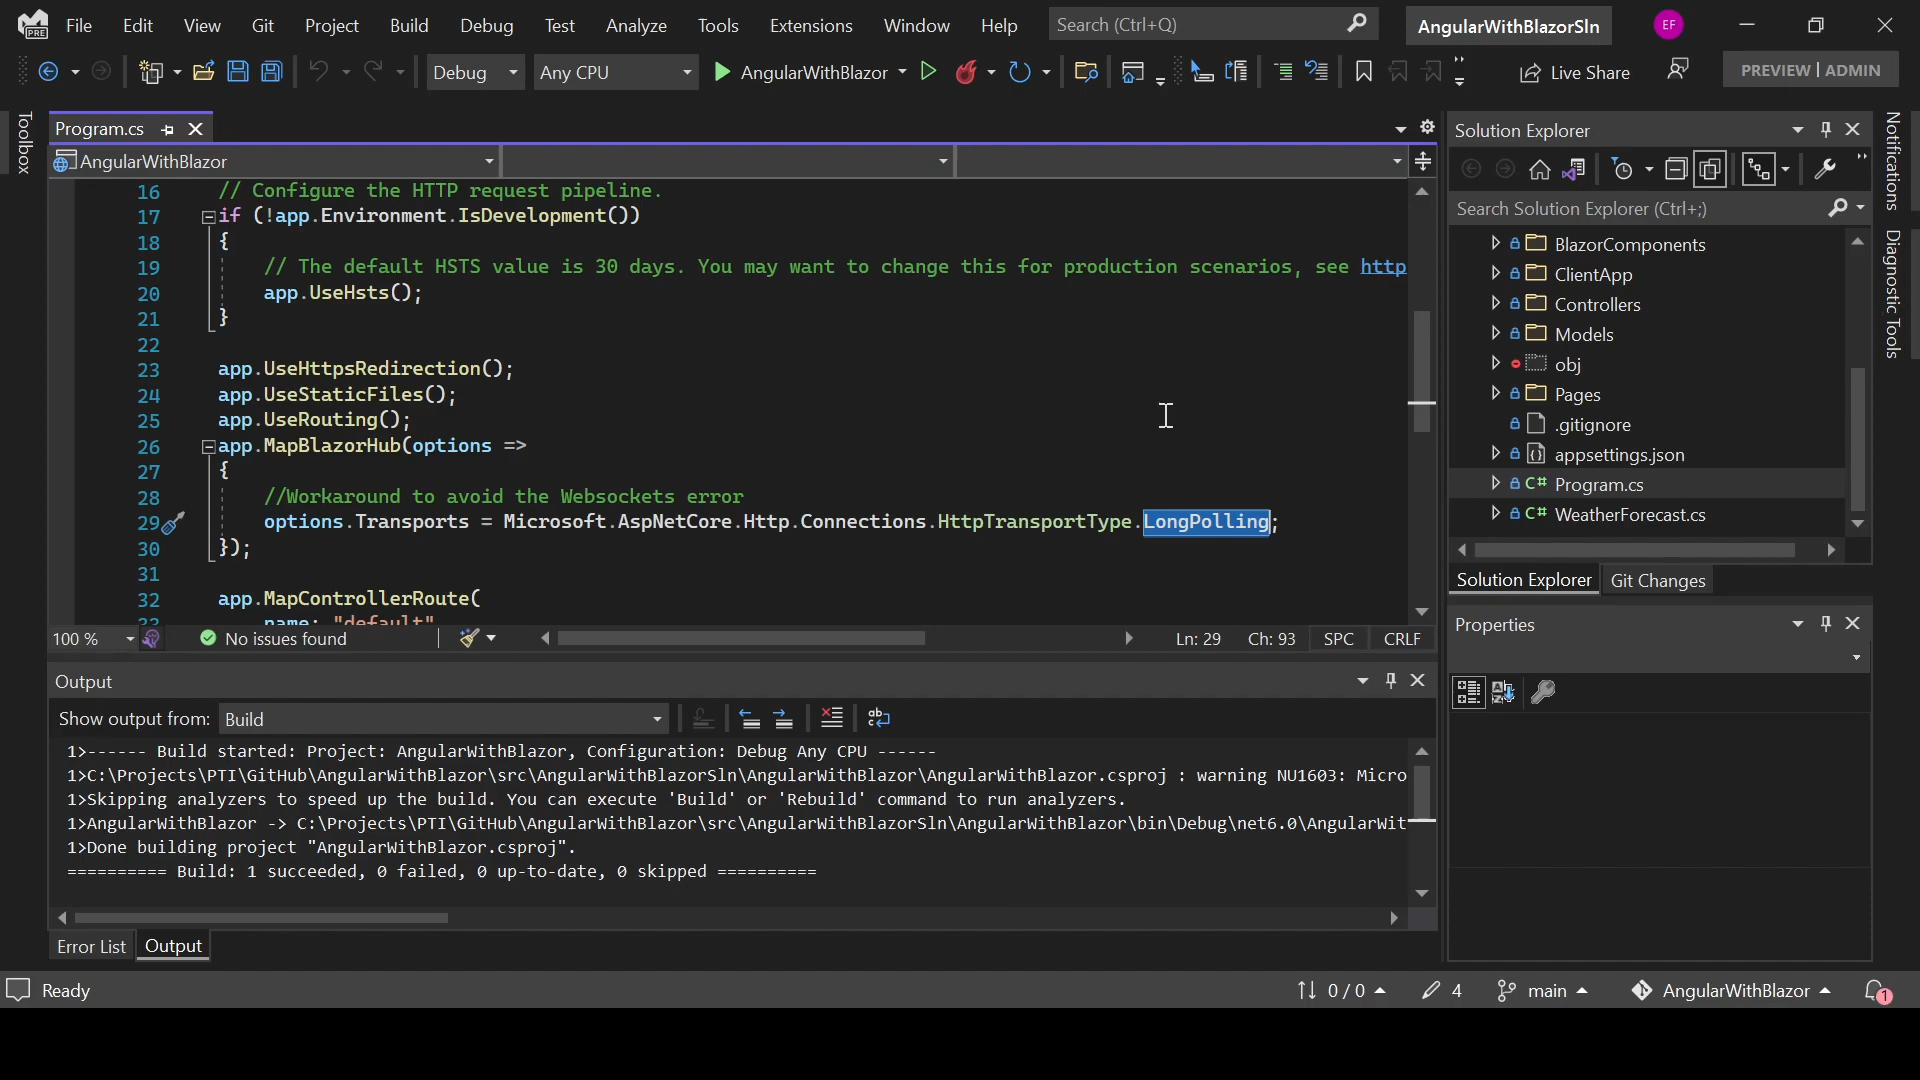 PRE
File Edit View Git Project Build Debug Test Analyze Tools Extensions Window Help Search (Ctrl+Q) AngularWithBlazorSln EF
Debug Any CPU AngularWithBlazor Live Share PREVIEW | ADMIN
Toolbox
Program.cs
AngularWithBlazor
16 // Configure the HTTP request pipeline.
17 if (!app.Environment.IsDevelopment())
18 {
19 // The default HSTS value is 30 days. You may want to change this for production scenarios, see http
20 app.UseHsts();
21 }
22
23 app.UseHttpsRedirection();
24 app.UseStaticFiles();
25 app.UseRouting();
26 app.MapBlazorHub(options =>
27 {
28 //Workaround to avoid the Websockets error
29 options.Transports = Microsoft.AspNetCore.Http.Connections.HttpTransportType.LongPolling;
30 });
31
32 app.MapControllerRoute(
33 name: "default"
100 % No issues found Ln: 29 Ch: 93 SPC CRLF
Output
Show output from: Build
1>------ Build started: Project: AngularWithBlazor, Configuration: Debug Any CPU ------
1>C:\Projects\PTI\GitHub\AngularWithBlazor\src\AngularWithBlazorSln\AngularWithBlazor\AngularWithBlazor.csproj : warning NU1603: Micro
1>Skipping analyzers to speed up the build. You can execute 'Build' or 'Rebuild' command to run analyzers.
1>AngularWithBlazor -> C:\Projects\PTI\GitHub\AngularWithBlazor\src\AngularWithBlazorSln\AngularWithBlazor\bin\Debug\net6.0\AngularWit
1>Done building project "AngularWithBlazor.csproj".
========== Build: 1 succeeded, 0 failed, 0 up-to-date, 0 skipped ==========
Error List Output
Solution Explorer
Search Solution Explorer (Ctrl+;)
BlazorComponents
ClientApp
Controllers
Models
obj
Pages
.gitignore
appsettings.json
C# Program.cs
C# WeatherForecast.cs
Solution Explorer Git Changes
Properties
Notifications
Diagnostic Tools
Ready 0 / 0 4 main AngularWithBlazor 1